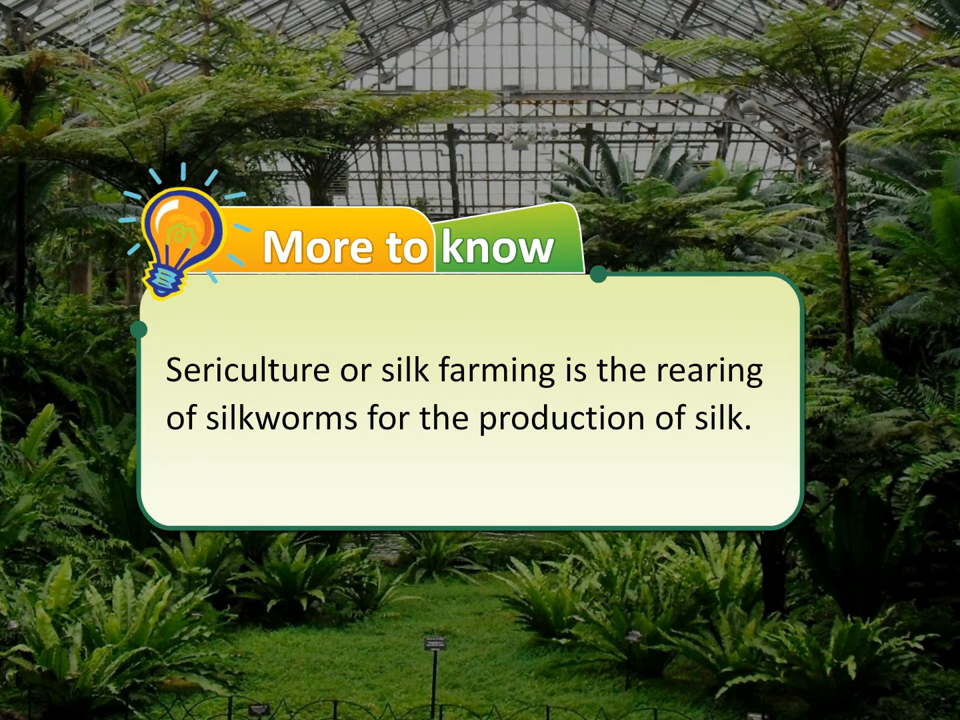 More to know
Sericulture or silk farming is the rearing
of silkworms for the production of silk.